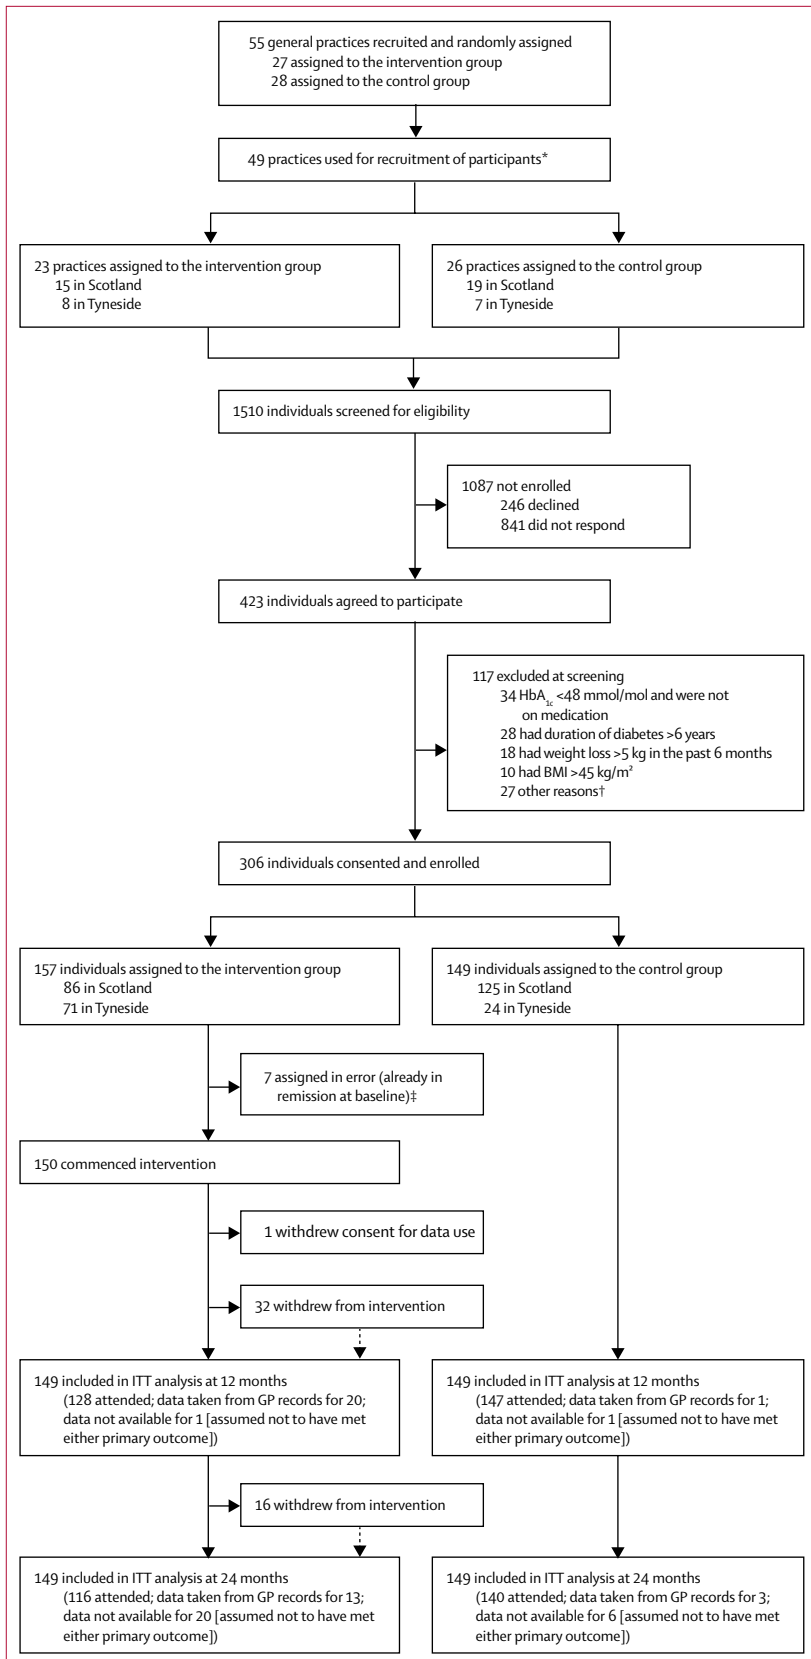 55 general practices recruited and randomly assigned
27 assigned to the intervention group
28 assigned to the control group
49 practices used for recruitment of participants*
23 practices assigned to the intervention group
15 in Scotland
8 in Tyneside
26 practices assigned to the control group
19 in Scotland
7 in Tyneside
1510 individuals screened for eligibility
1087 not enrolled
246 declined
841 did not respond
423 individuals agreed to participate
117 excluded at screening
34 HbA1c <48 mmol/mol and were not
on medication
28 had duration of diabetes >6 years
18 had weight loss >5 kg in the past 6 months
10 had BMI >45 kg/m²
27 other reasons†
306 individuals consented and enrolled
157 individuals assigned to the intervention group
86 in Scotland
71 in Tyneside
149 individuals assigned to the control group
125 in Scotland
24 in Tyneside
7 assigned in error (already in
remission at baseline)‡
150 commenced intervention
1 withdrew consent for data use
32 withdrew from intervention
149 included in ITT analysis at 12 months
(128 attended; data taken from GP records for 20;
data not available for 1 [assumed not to have met
either primary outcome])
149 included in ITT analysis at 12 months
(147 attended; data taken from GP records for 1;
data not available for 1 [assumed not to have met
either primary outcome])
16 withdrew from intervention
149 included in ITT analysis at 24 months
(116 attended; data taken from GP records for 13;
data not available for 20 [assumed not to have met
either primary outcome])
149 included in ITT analysis at 24 months
(140 attended; data taken from GP records for 3;
data not available for 6 [assumed not to have met
either primary outcome])